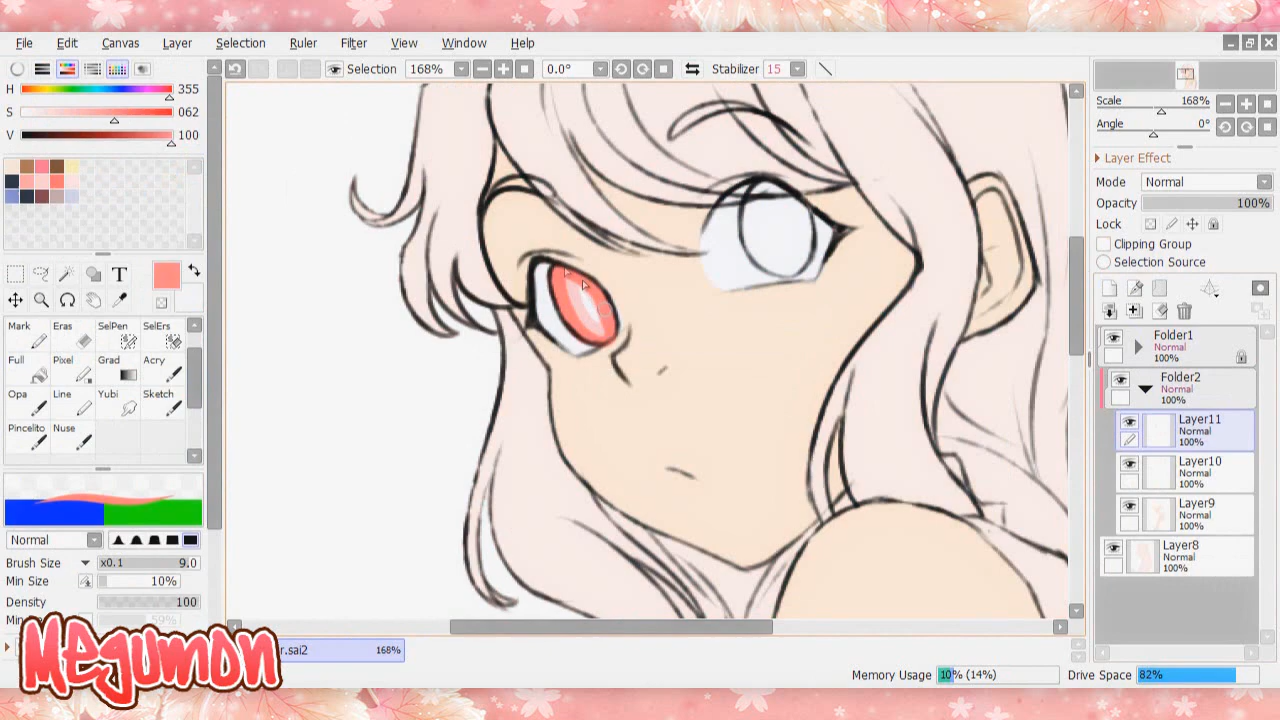 File Edit Canvas Layer Selection Ruler Filter View Window Help
H 355
S 062
V 100
Selection 168% 0.0° Stabilizer 15
Scale 168%
Angle 0°
Layer Effect
Mode Normal
Opacity 100%
Lock
Clipping Group
Selection Source
T
Mark Eras SelPen SelErs
Full Pixel Grad Acry
Opa Line Yubi Sketch
Pincelito Nuse
Normal
Brush Size x0.1 9.0
Min Size 10%
Density 100
59%
Folder1
Normal
100%
Folder2
Normal
100%
Layer11
Normal
100%
Layer10
Normal
100%
Layer9
Normal
100%
Layer8
Normal
100%
r.sai2 168%
Memory Usage 10% (14%) Drive Space 82%
Megumon